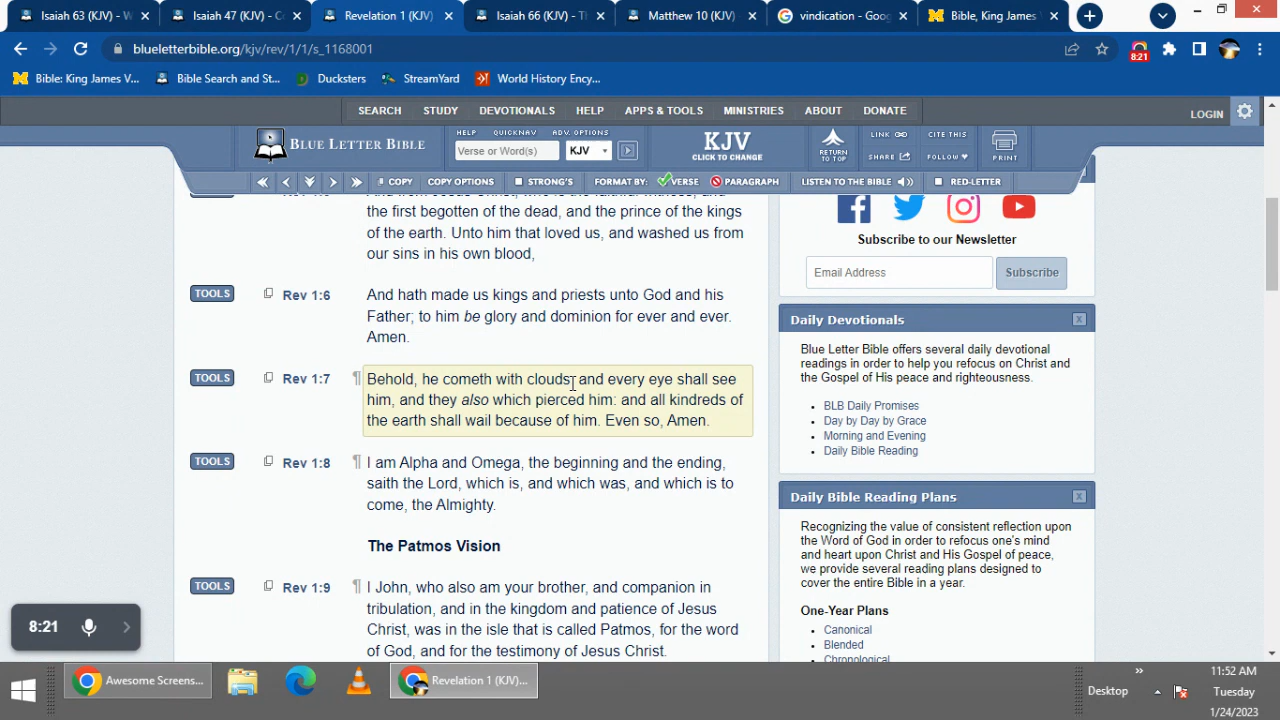 Isaiah 63 (KJV) - W
Isaiah 47 (KJV) - C
Revelation 1 (KJV)
Isaiah 66 (KJV) - Th
Matthew 10 (KJV)
vindication - Goog
Bible, King James V
blueletterbible.org/kjv/rev/1/1/s_1168001
8:21
Bible: King James V...
Bible Search and St...
Ducksters
StreamYard
World History Ency...
SEARCH STUDY DEVOTIONALS HELP APPS & TOOLS MINISTRIES ABOUT DONATE
LOGIN
BLUE LETTER BIBLE
HELP QUICKNAV ADV. OPTIONS
Verse or Word(s)
KJV
KJV
CLICK TO CHANGE
RETURN
TO TOP
LINK
SHARE
CITE THIS
FOLLOW
PRINT
COPY COPY OPTIONS STRONG'S FORMAT BY: VERSE PARAGRAPH LISTEN TO THE BIBLE RED-LETTER
the first begotten of the dead, and the prince of the kings
of the earth. Unto him that loved us, and washed us from
our sins in his own blood,
TOOLS Rev 1:6 And hath made us kings and priests unto God and his
Father; to him be glory and dominion for ever and ever.
Amen.
TOOLS Rev 1:7 ¶ Behold, he cometh with clouds; and every eye shall see
him, and they also which pierced him: and all kindreds of
the earth shall wail because of him. Even so, Amen.
TOOLS Rev 1:8 ¶ I am Alpha and Omega, the beginning and the ending,
saith the Lord, which is, and which was, and which is to
come, the Almighty.
The Patmos Vision
TOOLS Rev 1:9 ¶ I John, who also am your brother, and companion in
tribulation, and in the kingdom and patience of Jesus
Christ, was in the isle that is called Patmos, for the word
of God, and for the testimony of Jesus Christ.
Subscribe to our Newsletter
Email Address
Subscribe
Daily Devotionals
x
Blue Letter Bible offers several daily devotional
readings in order to help you refocus on Christ and
the Gospel of His peace and righteousness.
BLB Daily Promises
Day by Day by Grace
Morning and Evening
Daily Bible Reading
Daily Bible Reading Plans
x
Recognizing the value of consistent reflection upon
the Word of God in order to refocus one's mind
and heart upon Christ and His Gospel of peace,
we provide several reading plans designed to
cover the entire Bible in a year.
One-Year Plans
Canonical
Blended
Chronological
8:21
Awesome Screens...
Revelation 1 (KJV)...
Desktop
11:52 AM
Tuesday
1/24/2023